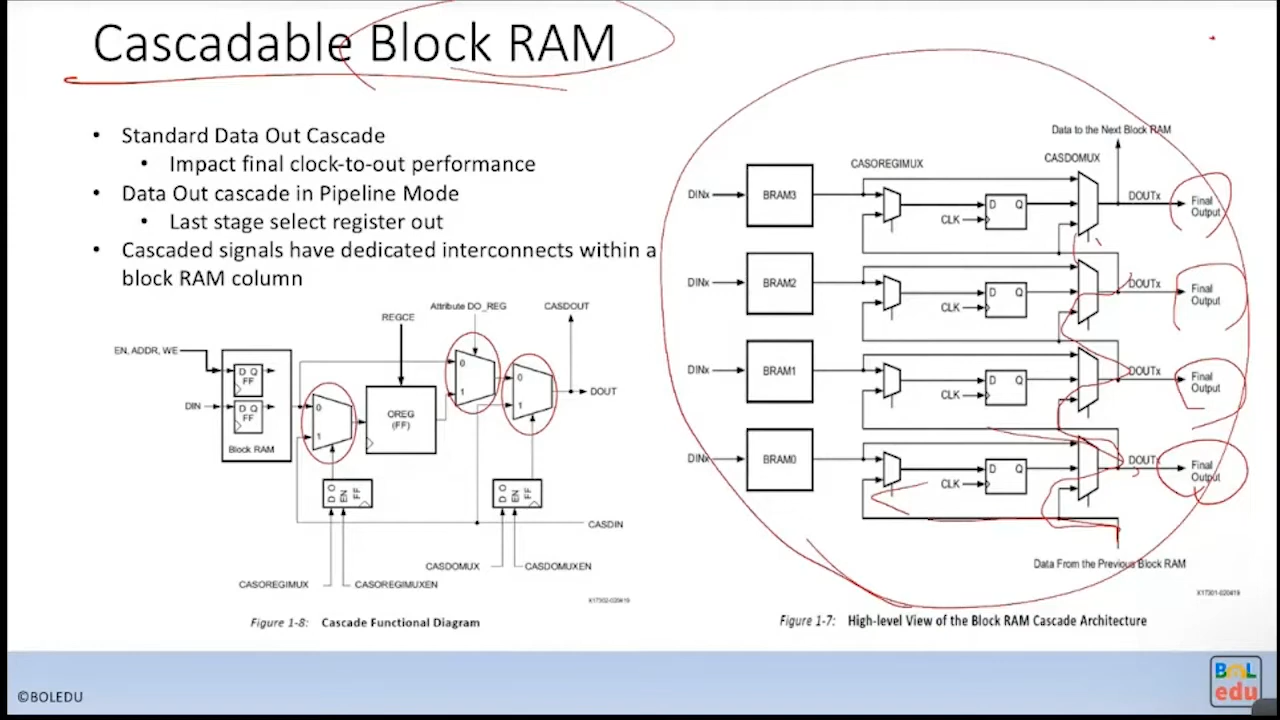 Cascadable Block RAM
• Standard Data Out Cascade
• Impact final clock-to-out performance
• Data Out cascade in Pipeline Mode
• Last stage select register out
• Cascaded signals have dedicated interconnects within a
block RAM column
Attribute DO_REG
CASDOUT
REGCE
EN, ADDR, WE
D Q
FF
0
0
1
DIN
D Q
FF
0
1
OREG
(FF)
1
DOUT
Block RAM
D Q
EN
FF
D Q
EN
FF
CASDIN
CASDOMUX
CASDOMUXEN
CASOREGIMUX
CASOREGIMUXEN
X17302-020419
Figure 1-8: Cascade Functional Diagram
Data to the Next Block RAM
CASOREGIMUX
CASDOMUX
DINx
BRAM3
D Q
CLK
DOUTx
Final
Output
DINx
BRAM2
D Q
CLK
DOUTx
Final
Output
DINx
BRAM1
D Q
CLK
DOUTx
Final
Output
DINx
BRAM0
D Q
CLK
DOUTx
Final
Output
Data From the Previous Block RAM
X17301-020419
Figure 1-7: High-level View of the Block RAM Cascade Architecture
©BOLEDU
BOL
edu